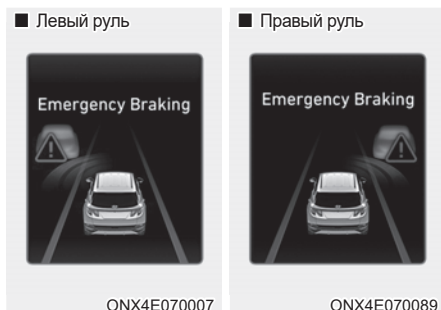 ■ Левый руль
Emergency Braking
ONX4E070007
■ Правый руль
Emergency Braking
ONX4E070089